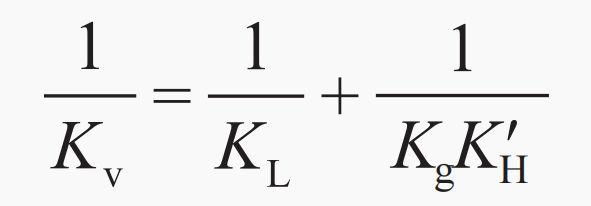 1/K_v = 1/K_L + 1/(K_g K′_H)